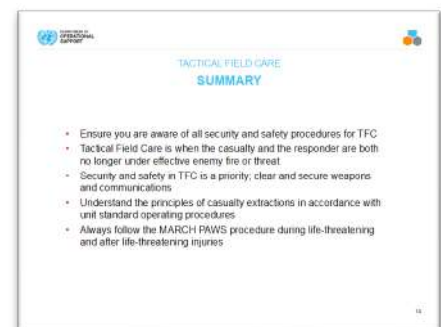 OPERATIONAL
SUPPORT
TACTICAL FIELD CARE
SUMMARY
• Ensure you are aware of all security and safety procedures for TFC
• Tactical Field Care is when the casualty and the responder are both
no longer under effective enemy fire or threat
• Security and safety in TFC is a priority; clear and secure weapons
and communications
• Understand the principles of casualty extractions in accordance with
unit standard operating procedures
• Always follow the MARCH PAWS procedure during life-threatening
and after life-threatening injuries